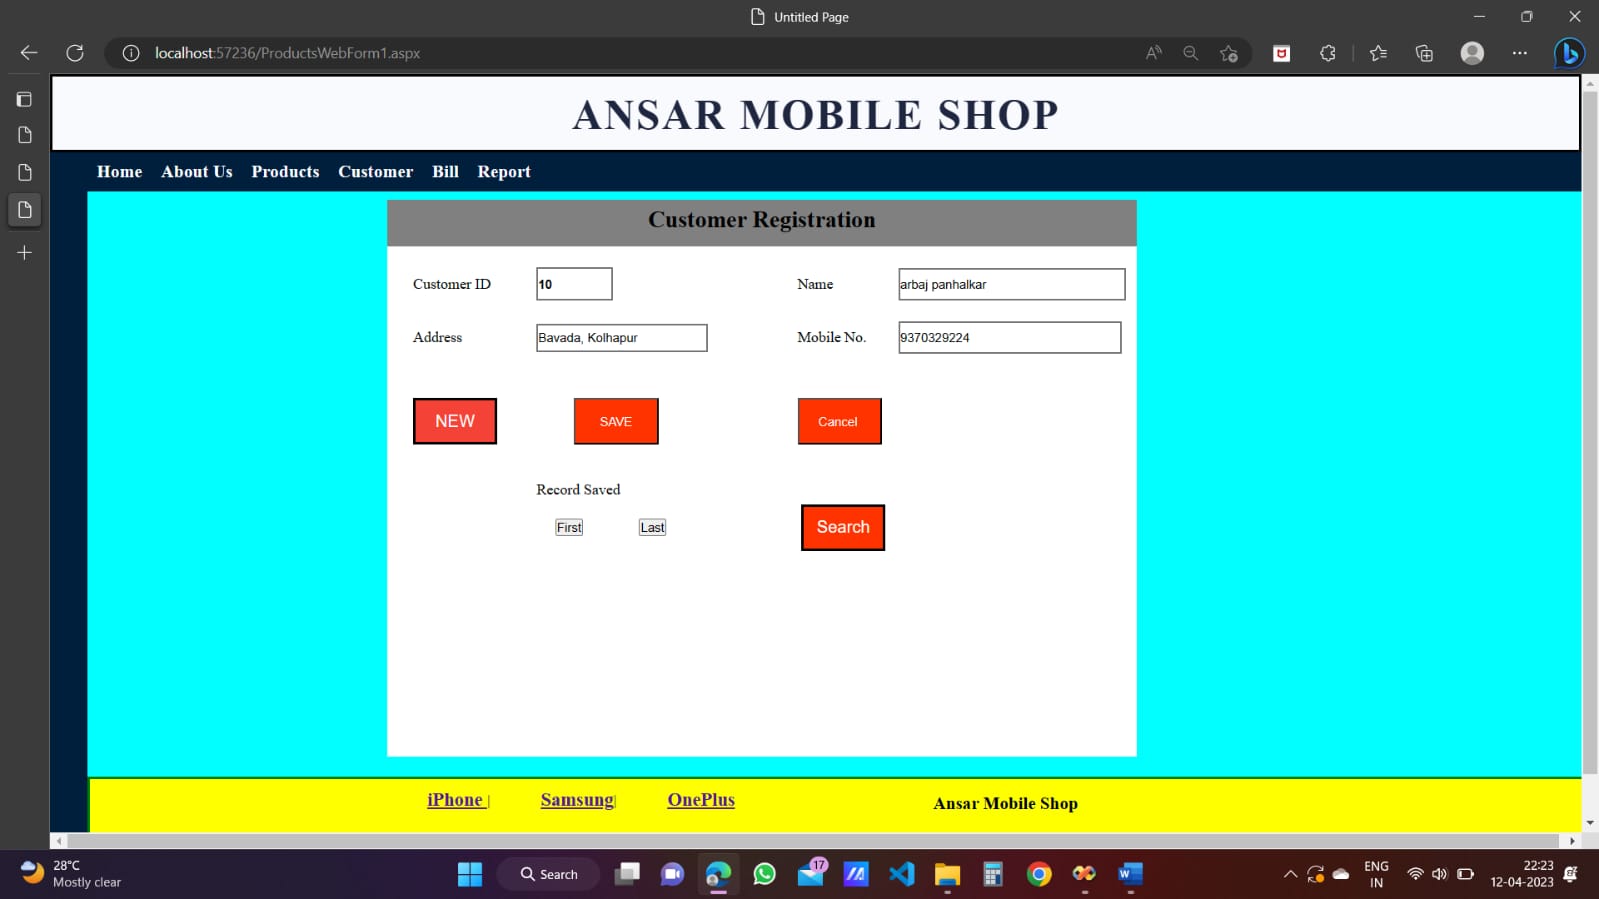 Untitled Page
localhost:57236/ProductsWebForm1.aspx
ANSAR MOBILE SHOP
Home About Us Products Customer Bill Report
Customer Registration
Customer ID 10 Name arbaj panhalkar
Address Bavada, Kolhapur Mobile No. 9370329224
NEW SAVE Cancel
Record Saved
First Last Search
iPhone | Samsung| OnePlus Ansar Mobile Shop
28°C
Mostly clear
Search
17
ENG
IN
22:23
12-04-2023